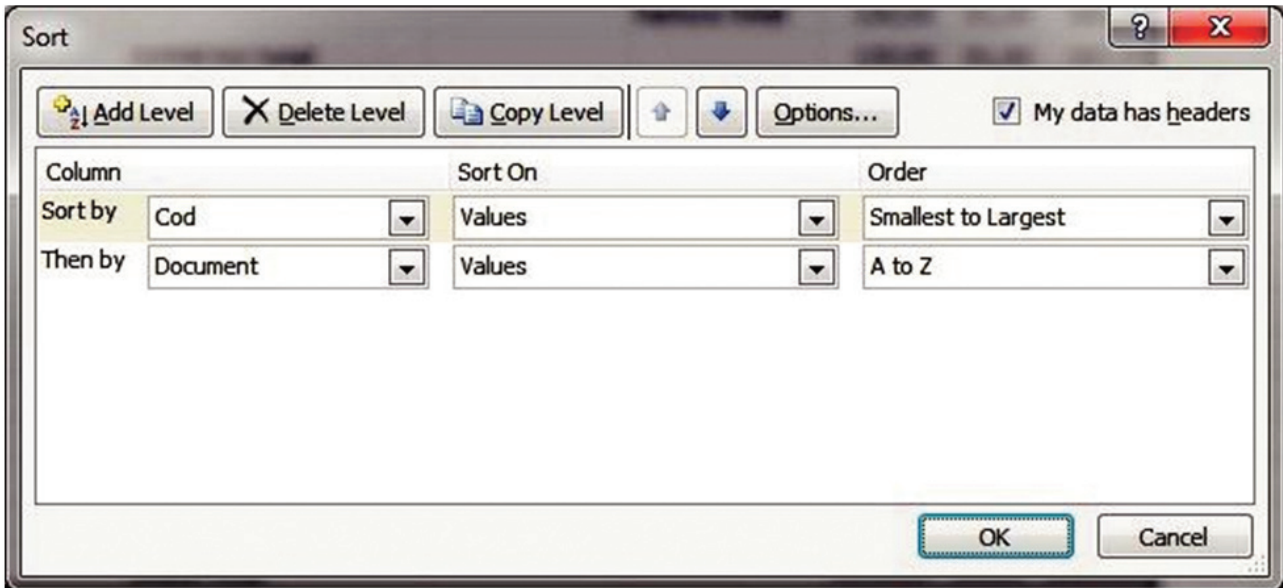 Sort
Add Level Delete Level Copy Level Options... My data has headers
Column Sort On Order
Sort by Cod Values Smallest to Largest
Then by Document Values A to Z
OK Cancel